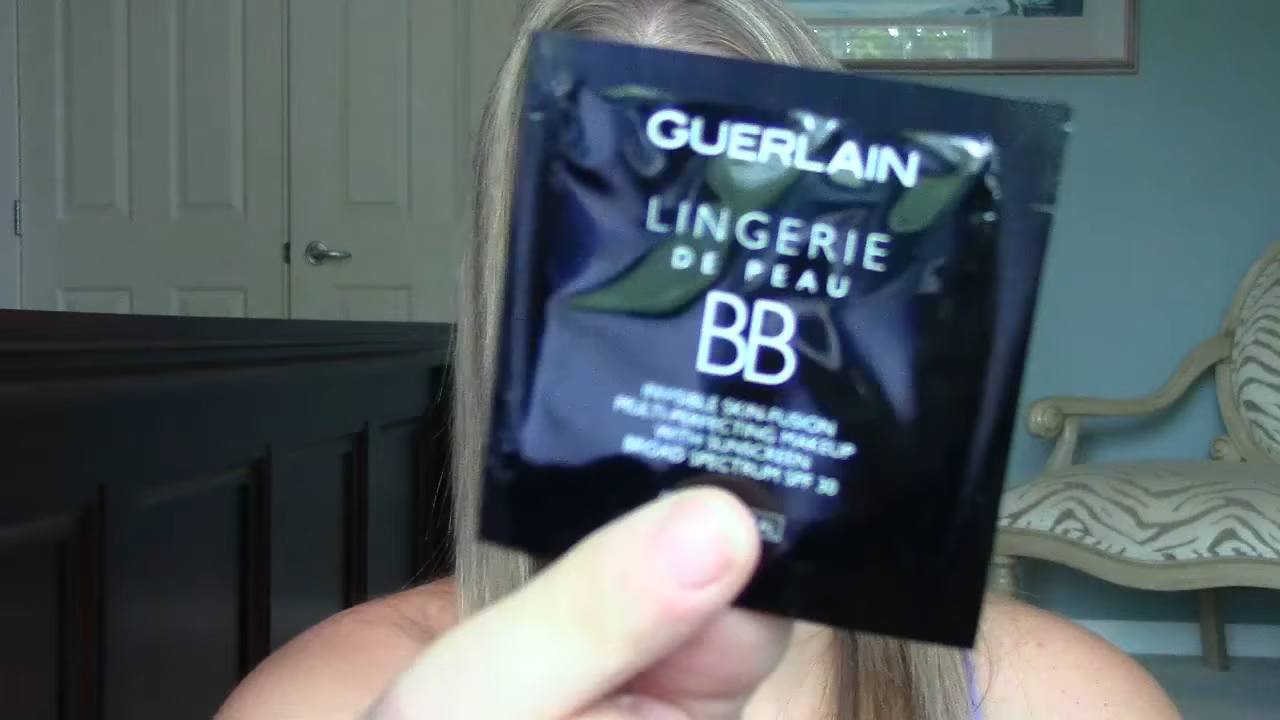 GUERLAIN
LINGERIE
DE PEAU
BB
INVISIBLE SKIN FUSION
MULTI-PERFECTING MAKEUP
WITH SUNSCREEN
BROAD SPECTRUM SPF 30